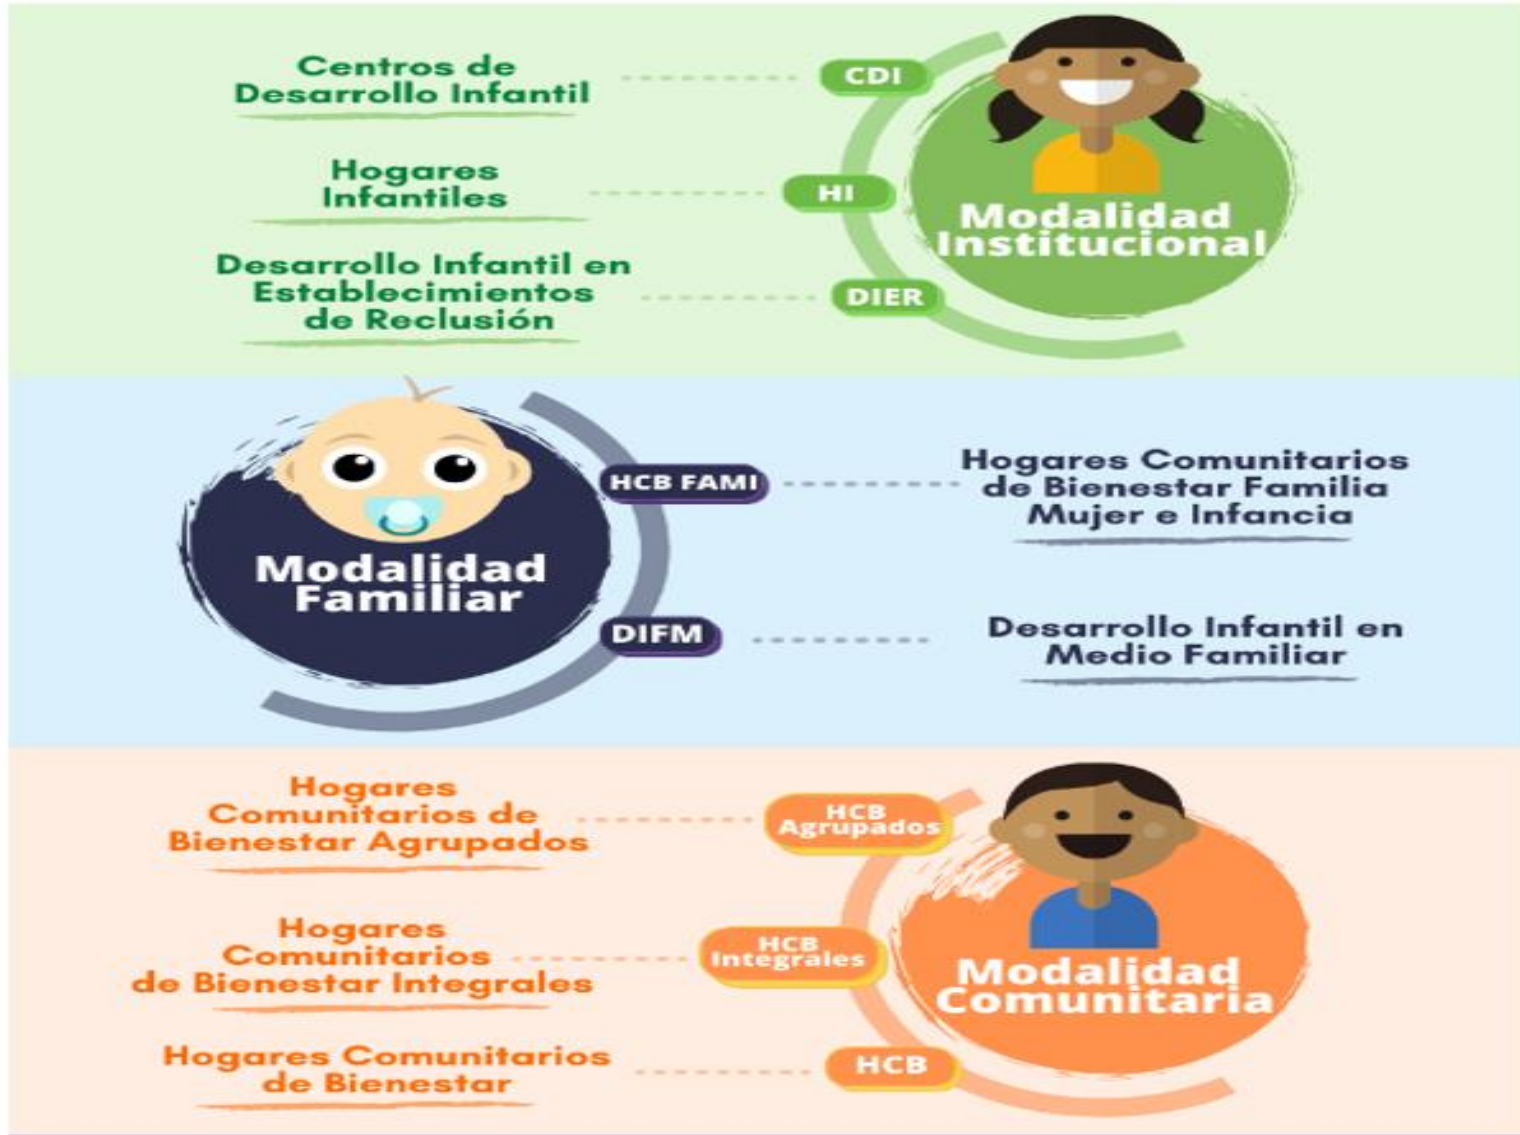 Centros de
Desarrollo Infantil
CDI
Hogares
Infantiles
HI
Desarrollo Infantil en
Establecimientos
de Reclusión
DIER
Modalidad
Institucional
Modalidad
Familiar
HCB FAMI
Hogares Comunitarios
de Bienestar Familia
Mujer e Infancia
DIFM
Desarrollo Infantil en
Medio Familiar
Hogares
Comunitarios de
Bienestar Agrupados
HCB
Agrupados
Hogares
Comunitarios
de Bienestar Integrales
HCB
Integrales
Hogares Comunitarios
de Bienestar
HCB
Modalidad
Comunitaria